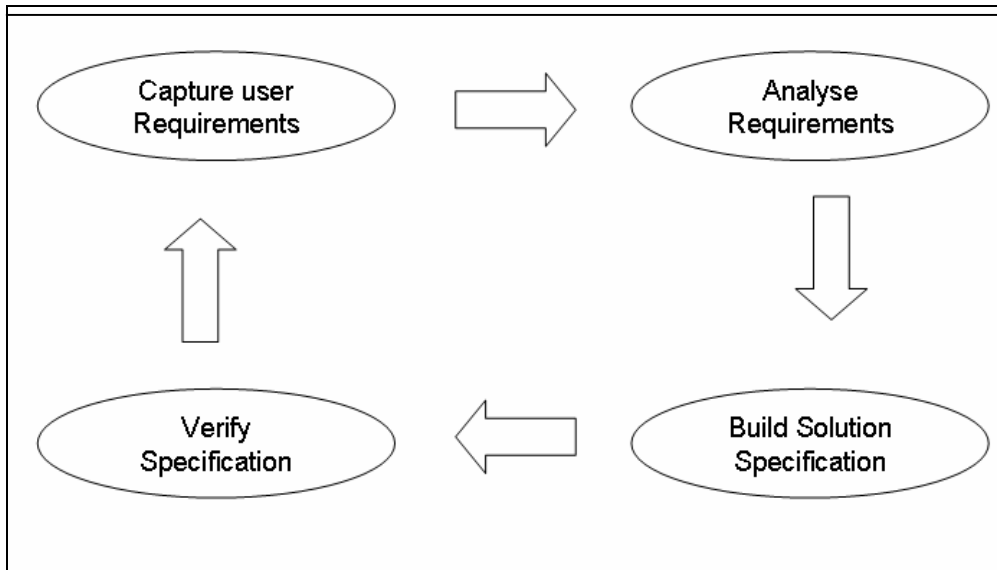 Capture user
Requirements
Analyse
Requirements
Verify
Specification
Build Solution
Specification